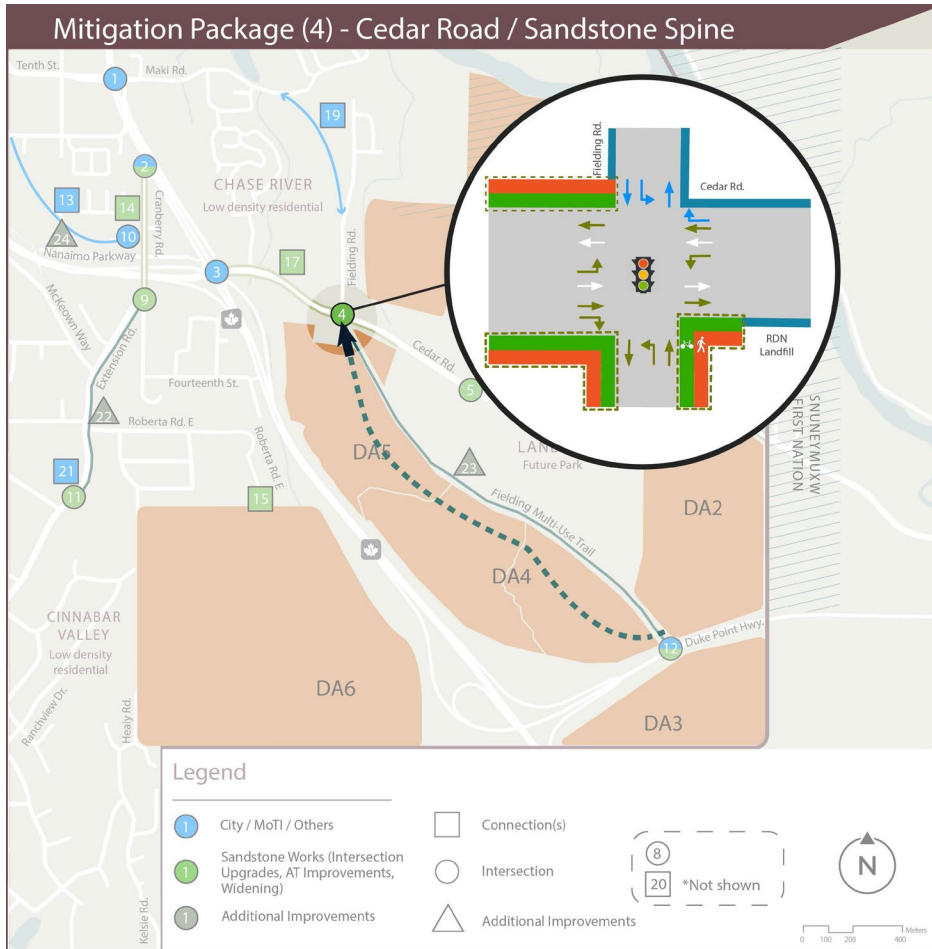 Mitigation Package (4) - Cedar Road / Sandstone Spine
Tenth St.
Maki Rd.
1
19
2
CHASE RIVER
Low density residential
13
14
24
10
Cranberry Rd.
Nanaimo Parkway
3
17
Fielding Rd.
McKeown Way
9
4
Extension Rd.
Cedar Rd.
5
Fourteenth St.
22
Roberta Rd. E
Roberta Rd. E
21
11
15
DA5
23
LAND
Future Park
Fielding Multi-Use Trail
DA2
DA4
SNUNEYMUXW
FIRST NATION
CINNABAR
VALLEY
Low density
residential
12
Duke Point Hwy.
DA6
DA3
Ranchview Dr.
Healy Rd.
Kelsie Rd.
Fielding Rd.
Cedar Rd.
RDN
Landfill
Legend
1 City / MoTI / Others
1 Sandstone Works (Intersection
Upgrades, AT Improvements,
Widening)
1 Additional Improvements
Connection(s)
Intersection
Additional Improvements
8
20 *Not shown
N
Meters
0 100 200 400